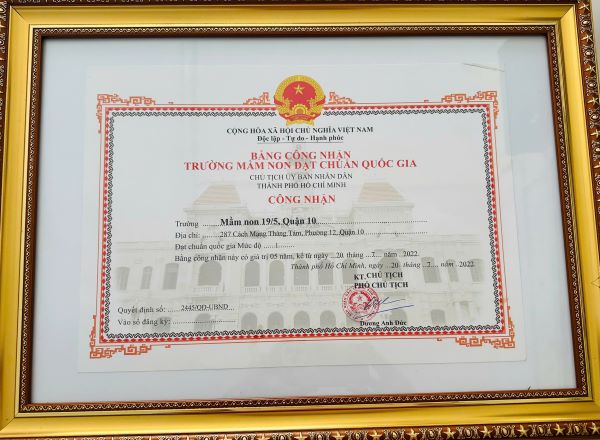 CỘNG HÒA XÃ HỘI CHỦ NGHĨA VIỆT NAM
Độc lập - Tự do - Hạnh phúc
BẰNG CÔNG NHẬN
TRƯỜNG MẦM NON ĐẠT CHUẨN QUỐC GIA
CHỦ TỊCH ỦY BAN NHÂN DÂN
THÀNH PHỐ HỒ CHÍ MINH
CÔNG NHẬN
Trường ......Mầm non 19/5, Quận 10
Địa chỉ: ......287 Cách Mạng Tháng Tám, Phường 12, Quận 10
Đạt chuẩn quốc gia Mức độ ......1......
Bằng công nhận này có giá trị 05 năm, kể từ ngày ..20.. tháng ..7.. năm ..2022
Thành phố Hồ Chí Minh, ngày ..20.. tháng ..7.. năm ..2022
KT CHỦ TỊCH
PHÓ CHỦ TỊCH
Quyết định số: ......2445/QĐ-UBND
Vào sổ đăng ký: ......
Dương Anh Đức